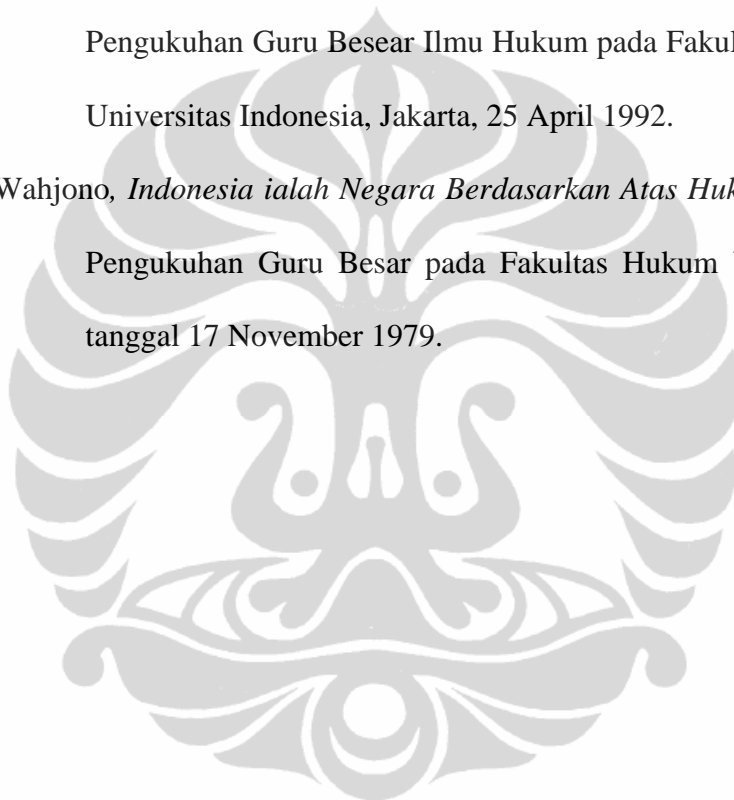 Pengukuhan Guru Besear Ilmu Hukum pada Fakul
Universitas Indonesia, Jakarta, 25 April 1992.
Wahjono, Indonesia ialah Negara Berdasarkan Atas Huk
Pengukuhan Guru Besar pada Fakultas Hukum
tanggal 17 November 1979.